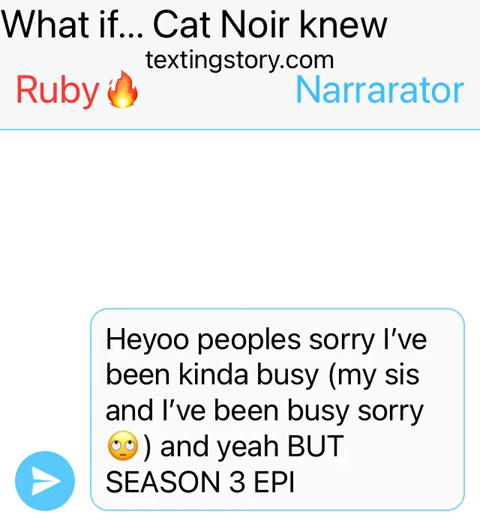 What if... Cat Noir knew
textingstory.com
Ruby🔥 Narrarator
Heyoo peoples sorry I’ve
been kinda busy (my sis
and I’ve been busy sorry
🙄) and yeah BUT
SEASON 3 EPI